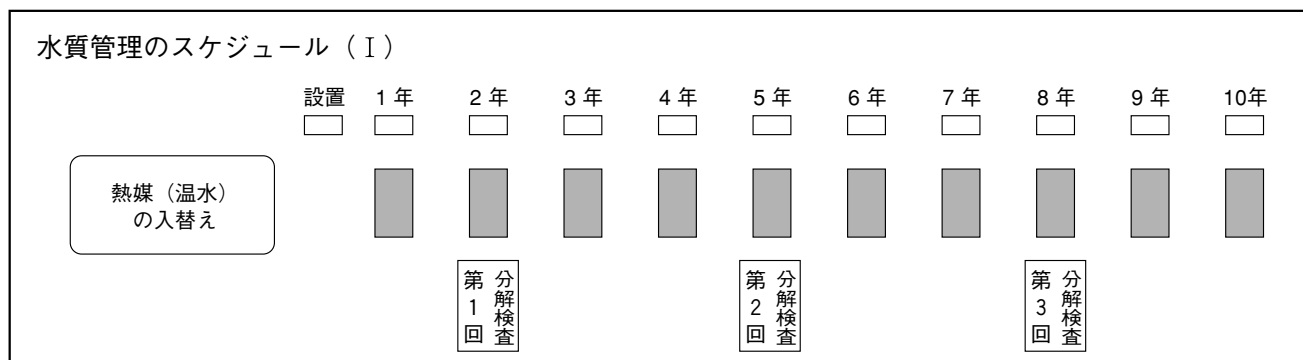 水質管理のスケジュール（Ⅰ）
設置 1年 2年 3年 4年 5年 6年 7年 8年 9年 10年
熱媒（温水）
の入替え
分解検査
第1回
分解検査
第2回
分解検査
第3回